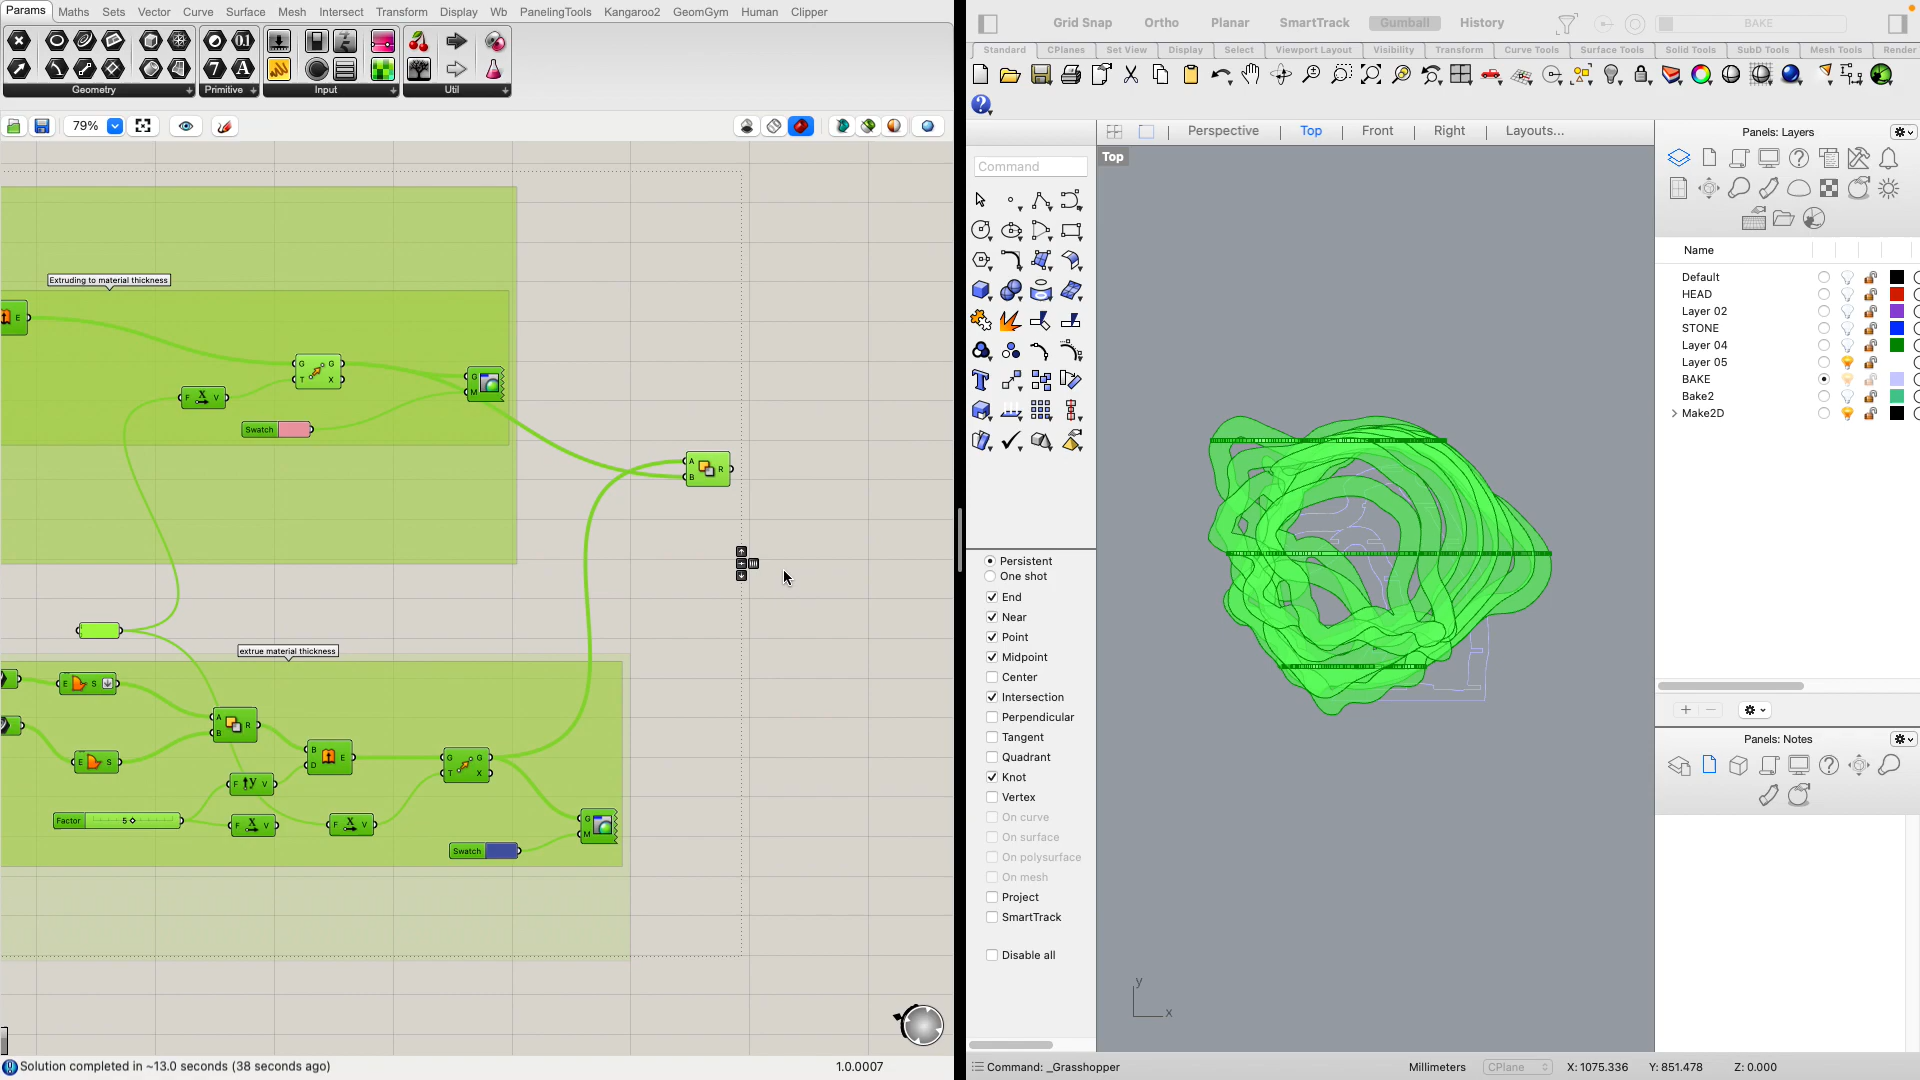 Params Maths Sets Vector Curve Surface Mesh Intersect Transform Display Wb PanelingTools Kangaroo2 GeomGym Human Clipper
Geometry Primitive Input Util
79%
Extruding to material thickness
E
G G
T X
F X V
G
M
Swatch
A R
B
extrue material thickness
E S
A R
B
E S
B E
D
F y V
G G
T X
Factor 5
F X V
F X V
G
M
Swatch
Solution completed in ~13.0 seconds (38 seconds ago)
1.0.0007
Grid Snap Ortho Planar SmartTrack Gumball History BAKE
Standard CPlanes Set View Display Select Viewport Layout Visibility Transform Curve Tools Surface Tools Solid Tools SubD Tools Mesh Tools Render
Perspective | Top | Front | Right | Layouts...
Command
Top
Persistent
One shot
End
Near
Point
Midpoint
Center
Intersection
Perpendicular
Tangent
Quadrant
Knot
Vertex
On curve
On surface
On polysurface
On mesh
Project
SmartTrack
Disable all
y
x
Panels: Layers
Name
Default
HEAD
Layer 02
STONE
Layer 04
Layer 05
BAKE
Bake2
Make2D
Panels: Notes
Command: _Grasshopper
Millimeters CPlane X: 1075.336 Y: 851.478 Z: 0.000